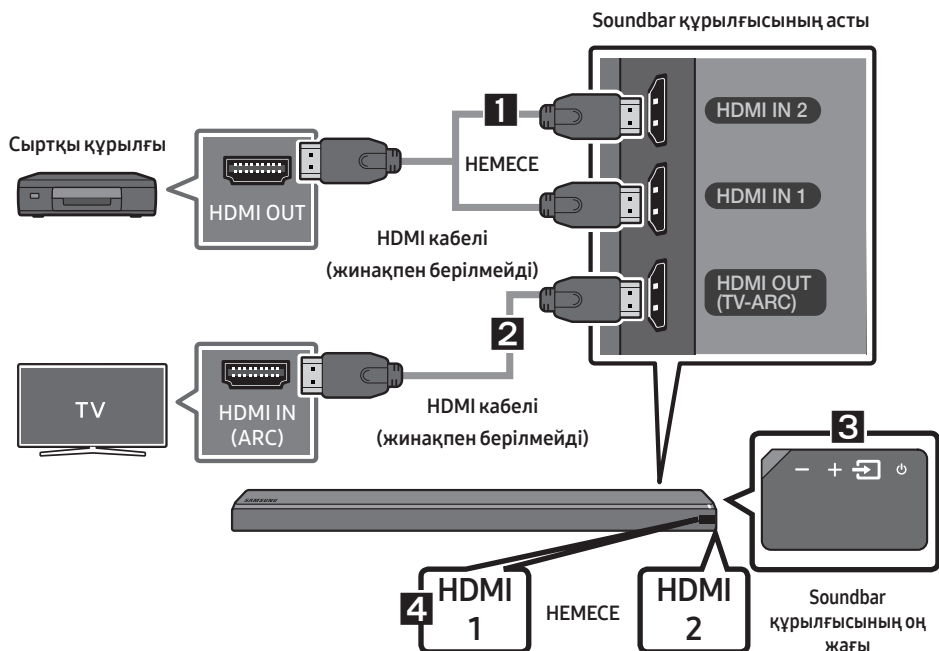 Soundbar құрылғысының асты
1
HDMI IN 2
Сыртқы құрылғы
НЕМЕСЕ
HDMI OUT
HDMI IN 1
HDMI кабелі
(жинақпен берілмейді)
HDMI OUT
(TV-ARC)
2
TV
HDMI IN
(ARC)
HDMI кабелі
(жинақпен берілмейді)
3
SAMSUNG
4
HDMI
1
НЕМЕСЕ
HDMI
2
Soundbar
құрылғысының оң
жағы